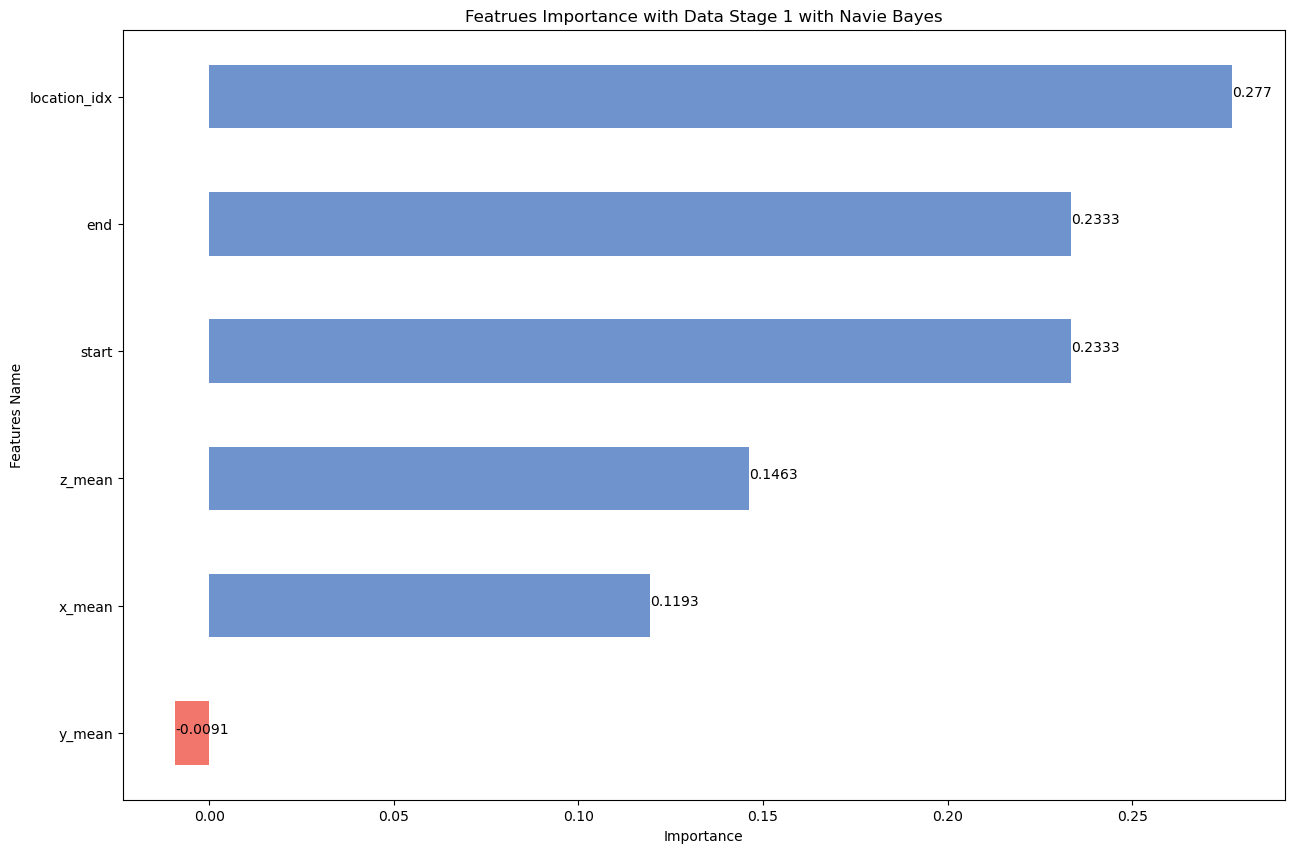 Featrues Importance with Data Stage 1 with Navie Bayes
location_idx
0.277
end
0.2333
start
0.2333
z_mean
0.1463
x_mean
0.1193
y_mean
-0.0091
Features Name
0.00 0.05 0.10 0.15 0.20 0.25
Importance